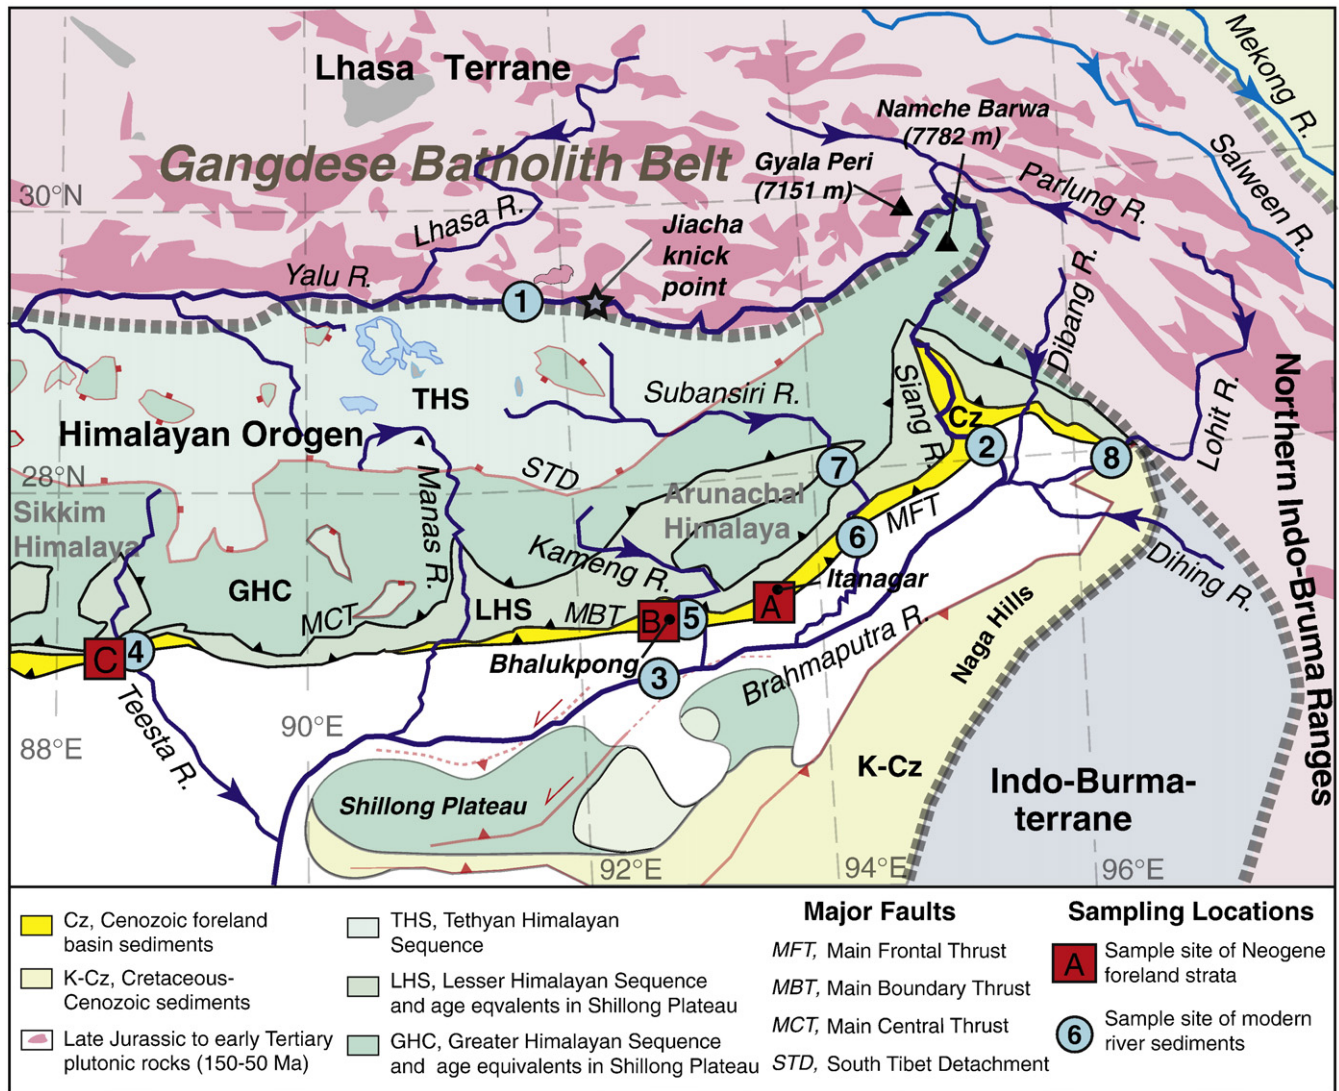 Lhasa Terrane
Gangdese Batholith Belt
Mekong R.
Salween R.
Namche Barwa
(7782 m)
Gyala Peri
(7151 m)
Parlung R.
30°N
Lhasa R.
Jiacha
knick
point
Yalu R.
1
Dibang R.
Lohit R.
Northern Indo-Bruma Ranges
THS
Subansiri R.
Siang R.
Cz
Himalayan Orogen
2
8
7
STD
28°N
Manas R.
Arunachal
Himalaya
Sikkim
Himalaya
MFT
6
Kameng R.
Dihing R.
Itanagar
GHC
MCT
LHS
MBT
B
5
A
C
4
Bhalukpong
3
Brahmaputra R.
Naga Hills
Teesta R.
90°E
88°E
K-Cz
Indo-Burma-
terrane
Shillong Plateau
92°E
94°E
96°E
Cz, Cenozoic foreland
basin sediments
K-Cz, Cretaceous-
Cenozoic sediments
Late Jurassic to early Tertiary
plutonic rocks (150-50 Ma)
THS, Tethyan Himalayan
Sequence
LHS, Lesser Himalayan Sequence
and age eqvalents in Shillong Plateau
GHC, Greater Himalayan Sequence
and age equivalents in Shillong Plateau
Major Faults
MFT, Main Frontal Thrust
MBT, Main Boundary Thrust
MCT, Main Central Thrust
STD, South Tibet Detachment
Sampling Locations
A
Sample site of Neogene
foreland strata
6
Sample site of modern
river sediments